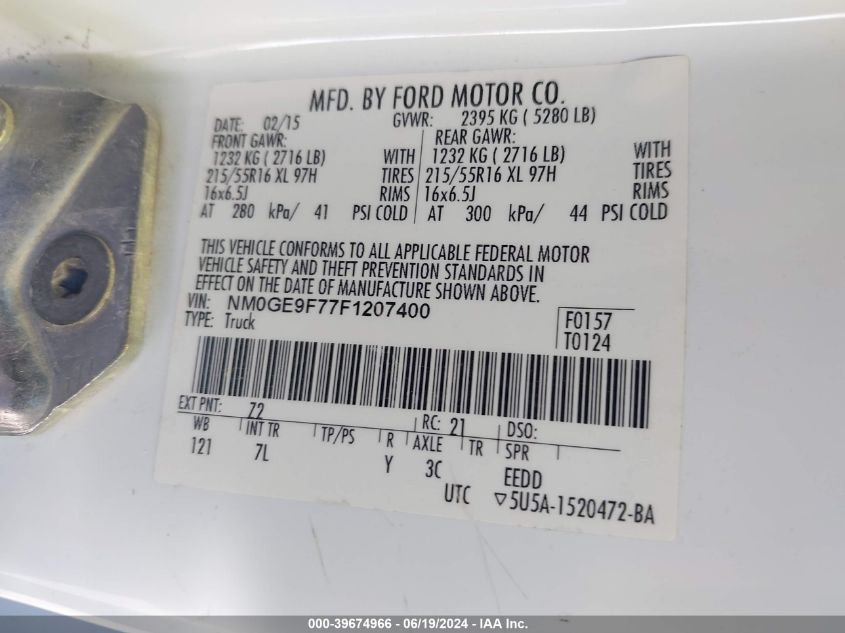 MFD. BY FORD MOTOR CO.
DATE: 02/15 GVWR: 2395 KG ( 5280 LB)
FRONT GAWR: REAR GAWR:
1232 KG ( 2716 LB) WITH 1232 KG ( 2716 LB) WITH
215/55R16 XL 97H TIRES 215/55R16 XL 97H TIRES
16x6.5J RIMS 16x6.5J RIMS
AT 280 kPa/ 41 PSI COLD AT 300 kPa/ 44 PSI COLD
THIS VEHICLE CONFORMS TO ALL APPLICABLE FEDERAL MOTOR
VEHICLE SAFETY AND THEFT PREVENTION STANDARDS IN
EFFECT ON THE DATE OF MANUFACTURE SHOWN ABOVE.
VIN: NM0GE9F77F1207400
TYPE: Truck
F0157
T0124
EXT PNT: Z2 RC: 21 DSO:
WB INT TR TP/PS R AXLE TR SPR
121 7L Y 3C EEDD
UTC ▽5U5A-1520472-BA
000-39674966 - 06/19/2024 - IAA Inc.